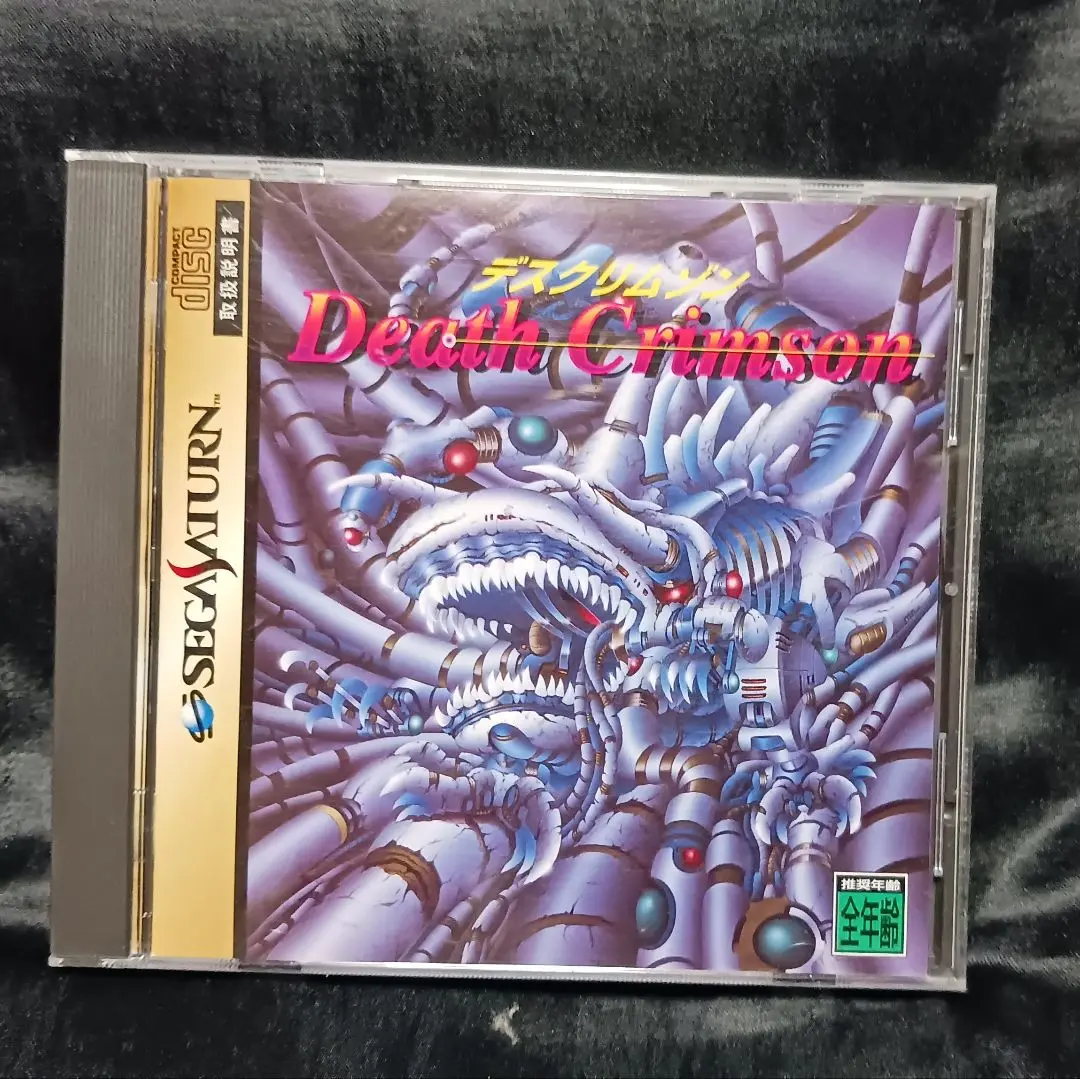 COMPACT
disc
取扱説明書
SEGA SATURN™
デスクリムゾン
Death Crimson
推奨年齢
全年齢